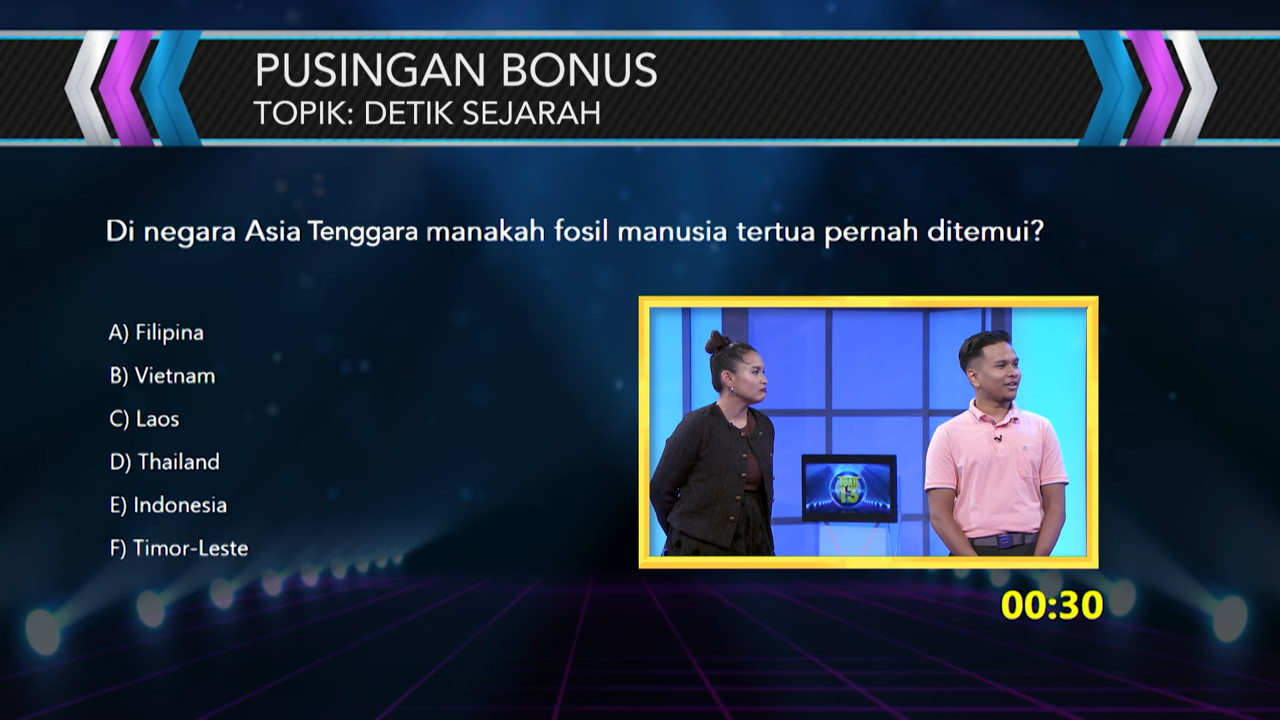 PUSINGAN BONUS
TOPIK: DETIK SEJARAH
Di negara Asia Tenggara manakah fosil manusia tertua pernah ditemui?
A) Filipina
B) Vietnam
C) Laos
D) Thailand
E) Indonesia
F) Timor-Leste
13
00:30